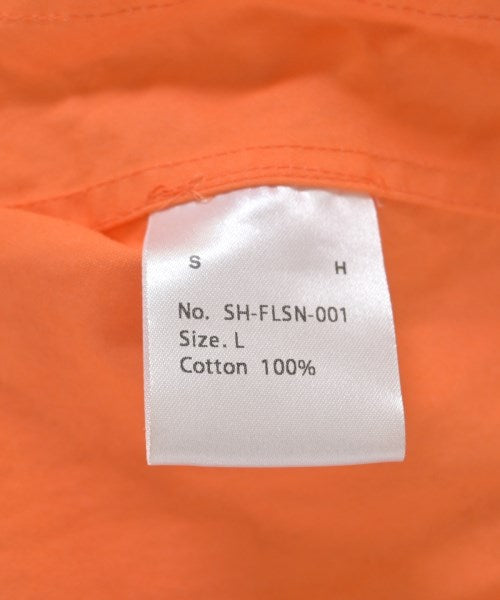 S H
No. SH-FLSN-001
Size. L
Cotton 100%